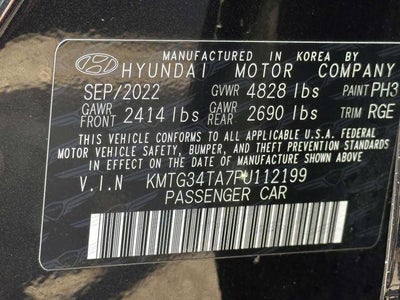 MANUFACTURED IN KOREA BY
HYUNDAI MOTOR COMPANY
SEP/2022 GVWR 4828 lbs PAINT PH3
GAWR FRONT 2414 lbs GAWR REAR 2690 lbs TRIM RGE
THIS VEHICLE CONFORMS TO ALL APPLICABLE U.S.A. FEDERAL
MOTOR VEHICLE SAFETY, BUMPER, AND THEFT PREVENTION STANDARDS
IN EFFECT ON THE DATE OF MANUFACTURE SHOWN ABOVE.
V.I.N KMTG34TA7PU112199
PASSENGER CAR